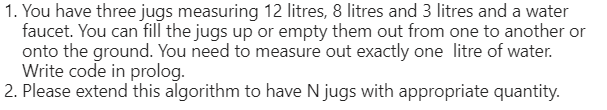 1. You have three jugs measuring 12 litres, 8 litres and 3 litres and a water
faucet. You can fill the jugs up or empty them out from one to another or
onto the ground. You need to measure out exactly one  litre of water.
Write code in prolog.
2. Please extend this algorithm to have N jugs with appropriate quantity.